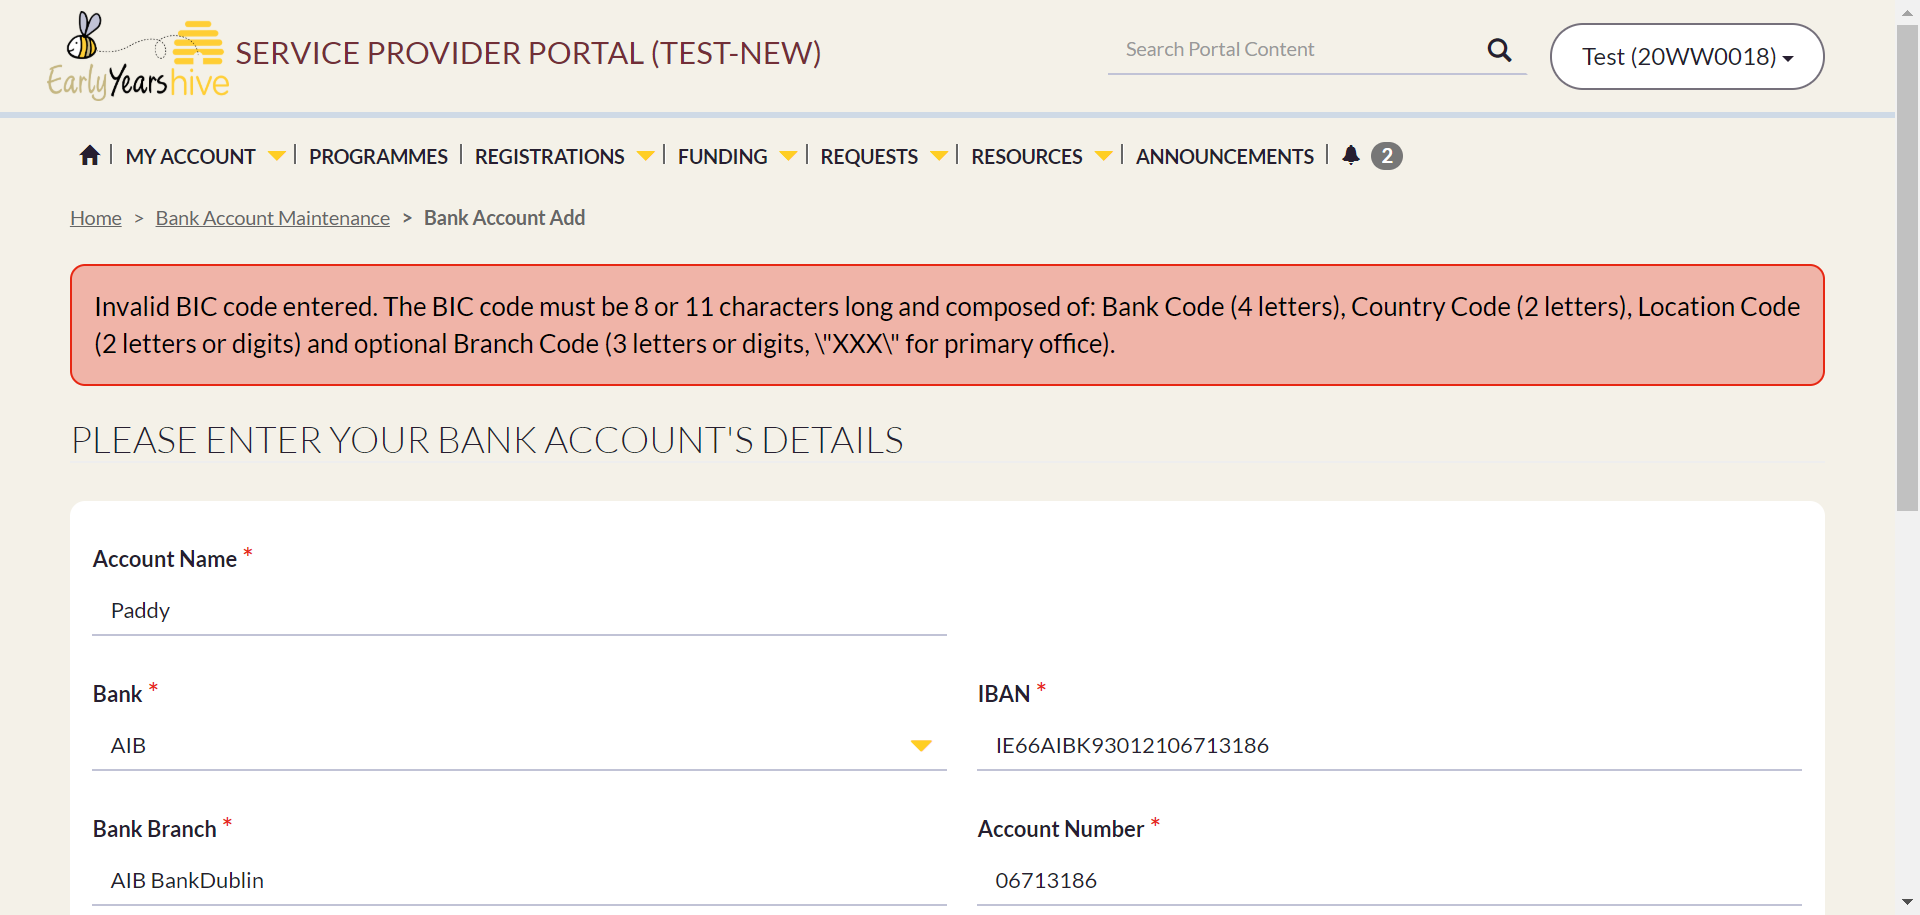 EarlyYearshive
SERVICE PROVIDER PORTAL (TEST-NEW)
Search Portal Content
Test (20WW0018)
MY ACCOUNT
PROGRAMMES
REGISTRATIONS
FUNDING
REQUESTS
RESOURCES
ANNOUNCEMENTS
2
Home > Bank Account Maintenance > Bank Account Add
Invalid BIC code entered. The BIC code must be 8 or 11 characters long and composed of: Bank Code (4 letters), Country Code (2 letters), Location Code
(2 letters or digits) and optional Branch Code (3 letters or digits, \"XXX\" for primary office).
PLEASE ENTER YOUR BANK ACCOUNT'S DETAILS
Account Name *
Paddy
Bank *
AIB
IBAN *
IE66AIBK93012106713186
Bank Branch *
AIB BankDublin
Account Number *
06713186